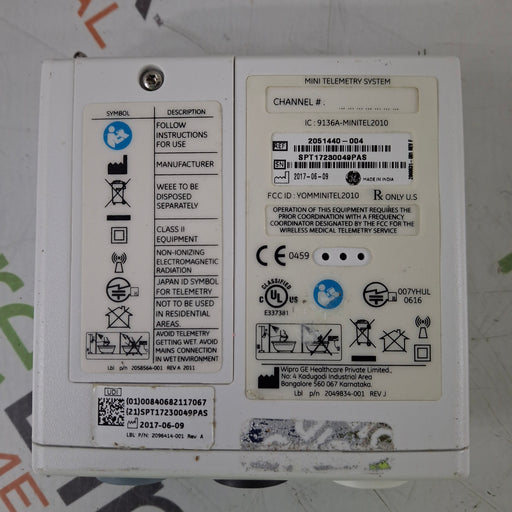 SYMBOL DESCRIPTION
FOLLOW
INSTRUCTIONS
FOR USE
MANUFACTURER
WEEE TO BE
DISPOSED
SEPARATELY
CLASS II
EQUIPMENT
NON-IONIZING
ELECTROMAGNETIC
RADIATION
JAPAN ID SYMBOL
FOR TELEMETRY
NOT TO BE USED
IN RESIDENTIAL
AREAS.
AVOID TELEMETRY
GETTING WET. AVOID
MAINS CONNECTION
IN WET ENVIRONMENT
Lbl p/n 2058564-001 REV A 2011
UDI
(01)00840682117067
(21)SPT17230049PAS
2017-06-09
LBL P/N: 2096414-001 Rev A
MINI TELEMETRY SYSTEM
CHANNEL # :
IC : 9136A-MINITEL2010
REF 2051440-004
SPT17230049PAS
SN
2017-06-09 MADE IN INDIA
FCC ID : YOMMINITEL2010 Rx ONLY U.S
OPERATION OF THIS EQUIPMENT REQUIRES THE
PRIOR COORDINATION WITH A FREQUENCY
COORDINATOR DESIGNATED BY THE FCC FOR THE
WIRELESS MEDICAL TELEMETRY SERVICE
CE 0459
CLASSIFIED
C UL US
E337381
007YHUL
0616
Wipro GE Healthcare Private Limited.,
No: 4 Kadugodi Industrial Area
Bangalore 560 067 Karnataka.
Lbl p/n 2049834-001 REV J